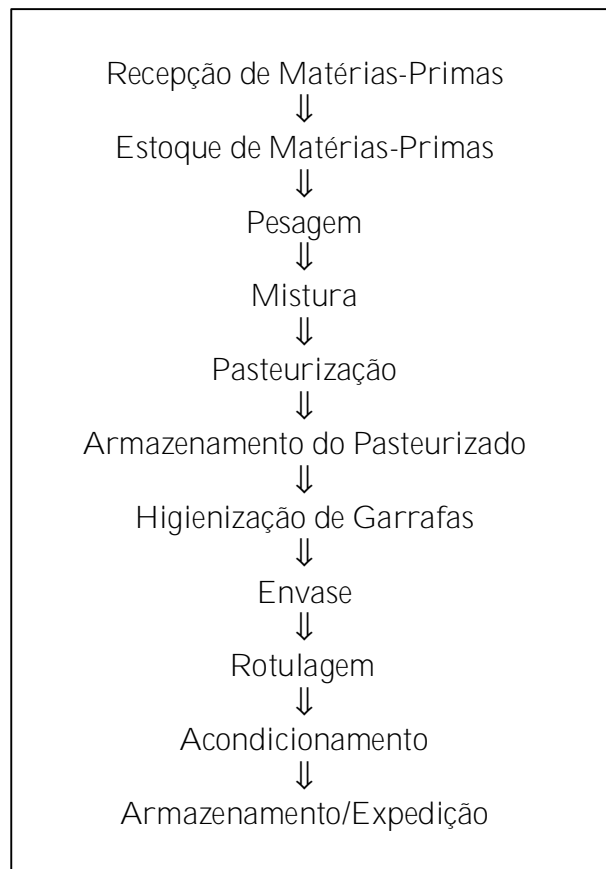 Recepção de Matérias-Primas
⇓
Estoque de Matérias-Primas
⇓
Pesagem
⇓
Mistura
⇓
Pasteurização
⇓
Armazenamento do Pasteurizado
⇓
Higienização de Garrafas
⇓
Envase
⇓
Rotulagem
⇓
Acondicionamento
⇓
Armazenamento/Expedição